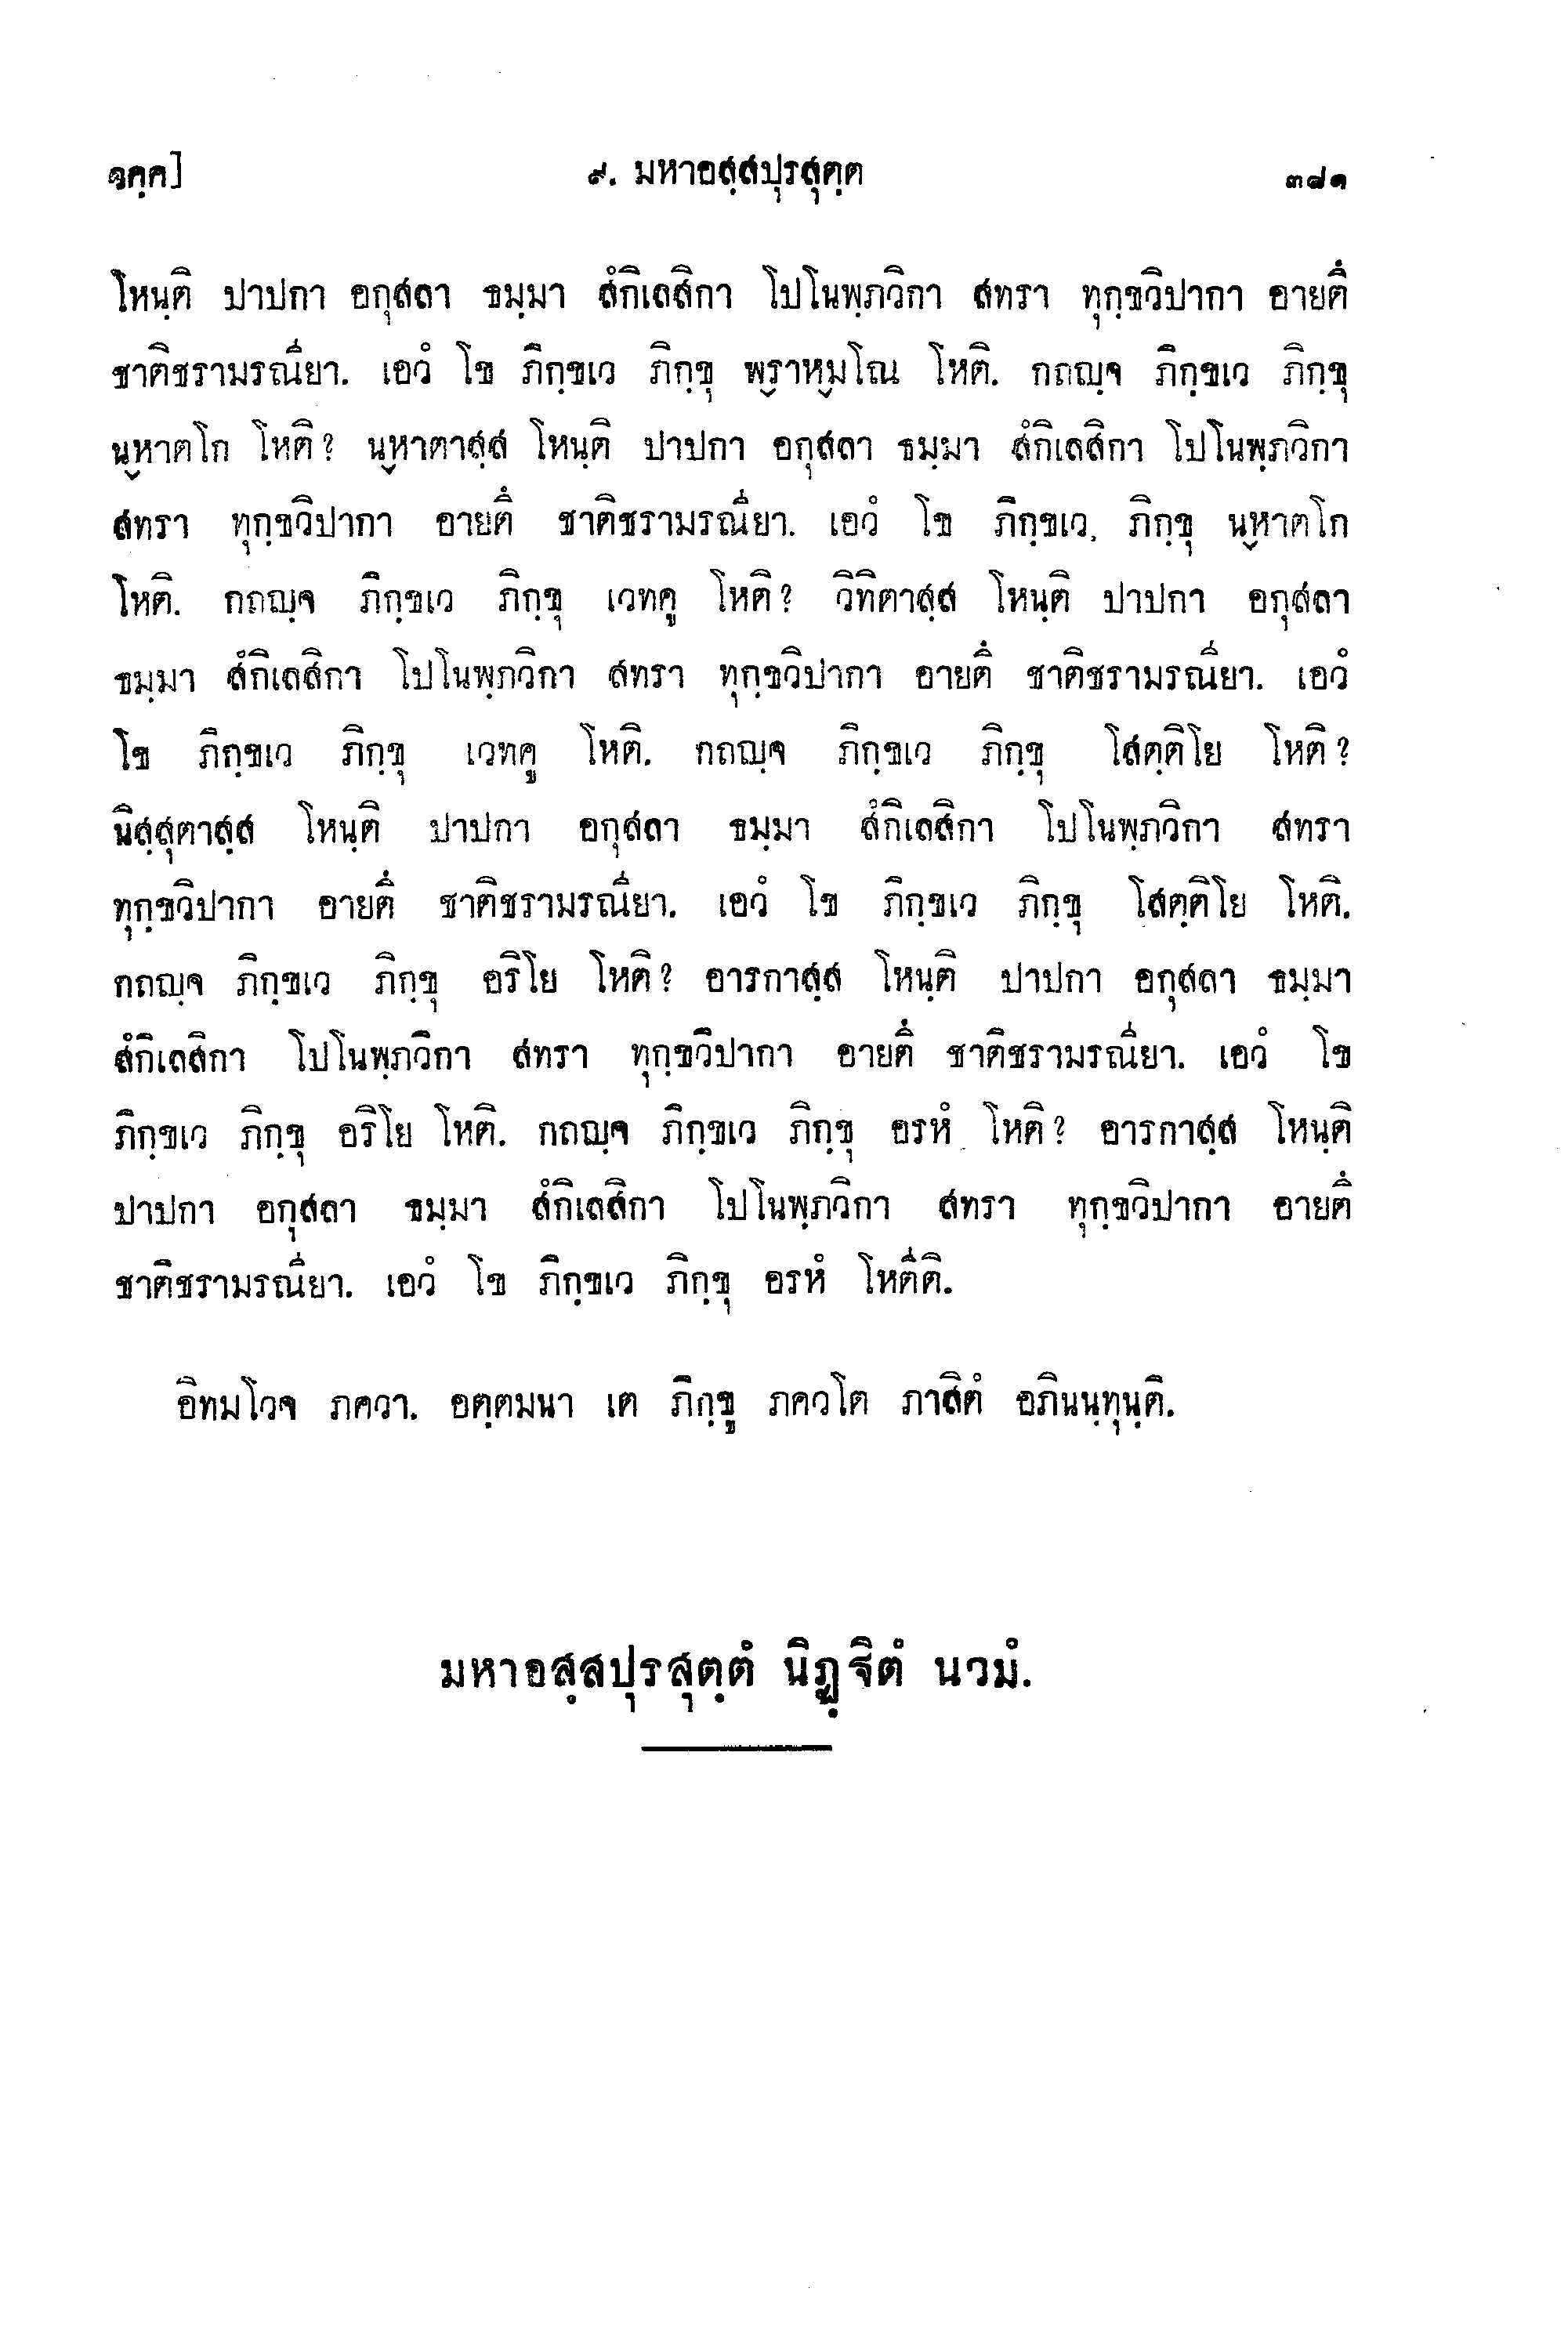 วคฺค]
๙. มหาอสฺสปุรสุตฺต
๓๘๑
โหนฺติ ปาปกา อกุสลา ธมฺมา สํกิเลสิกา โปโนพฺภวิกา สทรา ทุกฺขวิปากา อายตึ
ชาติชรามรณียา. เอวํ โข ภิกฺขเว ภิกฺขุ พฺราหฺมโณ โหติ. กถญฺจ ภิกฺขเว ภิกฺขุ
นฺหาตโก โหติ? นฺหาตาสฺส โหนฺติ ปาปกา อกุสลา ธมฺมา สํกิเลสิกา โปโนพฺภวิกา
สทรา ทุกฺขวิปากา อายตึ ชาติชรามรณียา. เอวํ โข ภิกฺขเว, ภิกฺขุ นฺหาตโก
โหติ. กถญฺจ ภิกฺขเว ภิกฺขุ เวทคู โหติ? วิทิตาสฺส โหนฺติ ปาปกา อกุสลา
ธมฺมา สํกิเลสิกา โปโนพฺภวิกา สทรา ทุกฺขวิปากา อายตึ ชาติชรามรณียา. เอวํ
โข ภิกฺขเว ภิกฺขุ เวทคู โหติ. กถญฺจ ภิกฺขเว ภิกฺขุ โสตฺติโย โหติ?
นิสฺสุตาสฺส โหนฺติ ปาปกา อกุสลา ธมฺมา สํกิเลสิกา โปโนพฺภวิกา สทรา
ทุกฺขวิปากา อายตึ ชาติชรามรณียา. เอวํ โข ภิกฺขเว ภิกฺขุ โสตฺติโย โหติ.
กถญฺจ ภิกฺขเว ภิกฺขุ อริโย โหติ? อารกาสฺส โหนฺติ ปาปกา อกุสลา ธมฺมา
สํกิเลสิกา โปโนพฺภวิกา สทรา ทุกฺขวิปากา อายตึ ชาติชรามรณียา. เอวํ โข
ภิกฺขเว ภิกฺขุ อริโย โหติ. กถญฺจ ภิกฺขเว ภิกฺขุ อรหํ โหติ? อารกาสฺส โหนฺติ
ปาปกา อกุสลา ธมฺมา สํกิเลสิกา โปโนพฺภวิกา สทรา ทุกฺขวิปากา อายตึ
ชาติชรามรณียา. เอวํ โข ภิกฺขเว ภิกฺขุ อรหํ โหตีติ.
อิทมโวจ ภควา. อตฺตมนา เต ภิกฺขู ภควโต ภาสิตํ อภินนฺทุนฺติ.
มหาอสฺสปุรสุตฺตํ นิฏฺฐิตํ นวมํ.